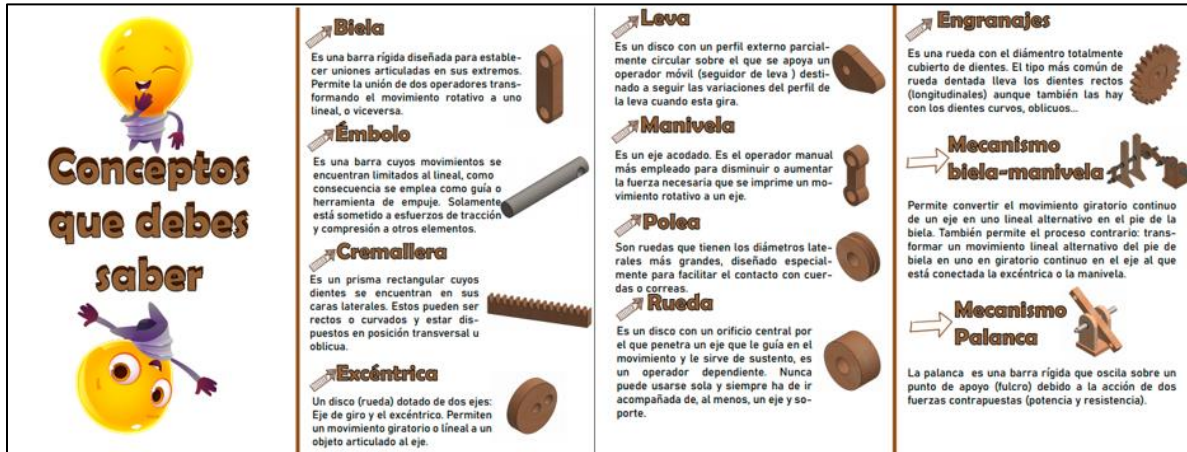 Conceptos
que debes
saber
Biela
Es una barra rígida diseñada para estable-
cer uniones articuladas en sus extremos.
Permite la unión de dos operadores trans-
formando el movimiento rotativo a uno
lineal, o viceversa.
Émbolo
Es una barra cuyos movimientos se
encuentran limitados al lineal, como
consecuencia se emplea como guía o
herramienta de empuje. Solamente
está sometido a esfuerzos de tracción
y compresión a otros elementos.
Cremallera
Es un prisma rectangular cuyos
dientes se encuentran en sus
caras laterales. Estos pueden ser
rectos o curvados y estar dis-
puestos en posición transversal u
oblicua.
Excéntrica
Un disco (rueda) dotado de dos ejes:
Eje de giro y el excéntrico. Permiten
un movimiento giratorio o líneal a un
objeto articulado al eje.
Leva
Es un disco con un perfil externo parcial-
mente circular sobre el que se apoya un
operador móvil (seguidor de leva ) desti-
nado a seguir las variaciones del perfil de
la leva cuando esta gira.
Manivela
Es un eje acodado. Es el operador manual
más empleado para disminuir o aumentar
la fuerza necesaria que se imprime un mo-
vimiento rotativo a un eje.
Polea
Son ruedas que tienen los diámetros late-
rales más grandes, diseñado especial-
mente para facilitar el contacto con cuer-
das o correas.
Rueda
Es un disco con un orificio central por
el que penetra un eje que le guía en el
movimiento y le sirve de sustento, es
un operador dependiente. Nunca
puede usarse sola y siempre ha de ir
acompañada de, al menos, un eje y so-
porte.
Engranajes
Es una rueda con el diámentro totalmente
cubierto de dientes. El tipo más común de
rueda dentada lleva los dientes rectos
(longitudinales) aunque también las hay
con los dientes curvos, oblicuos...
Mecanismo
biela-manivela
Permite convertir el movimiento giratorio continuo
de un eje en uno lineal alternativo en el pie de la
biela. También permite el proceso contrario: trans-
formar un movimiento lineal alternativo del pie de
biela en uno en giratorio continuo en el eje al que
está conectada la excéntrica o la manivela.
Mecanismo
Palanca
La palanca es una barra rígida que oscila sobre un
punto de apoyo (fulcro) debido a la acción de dos
fuerzas contrapuestas (potencia y resistencia).